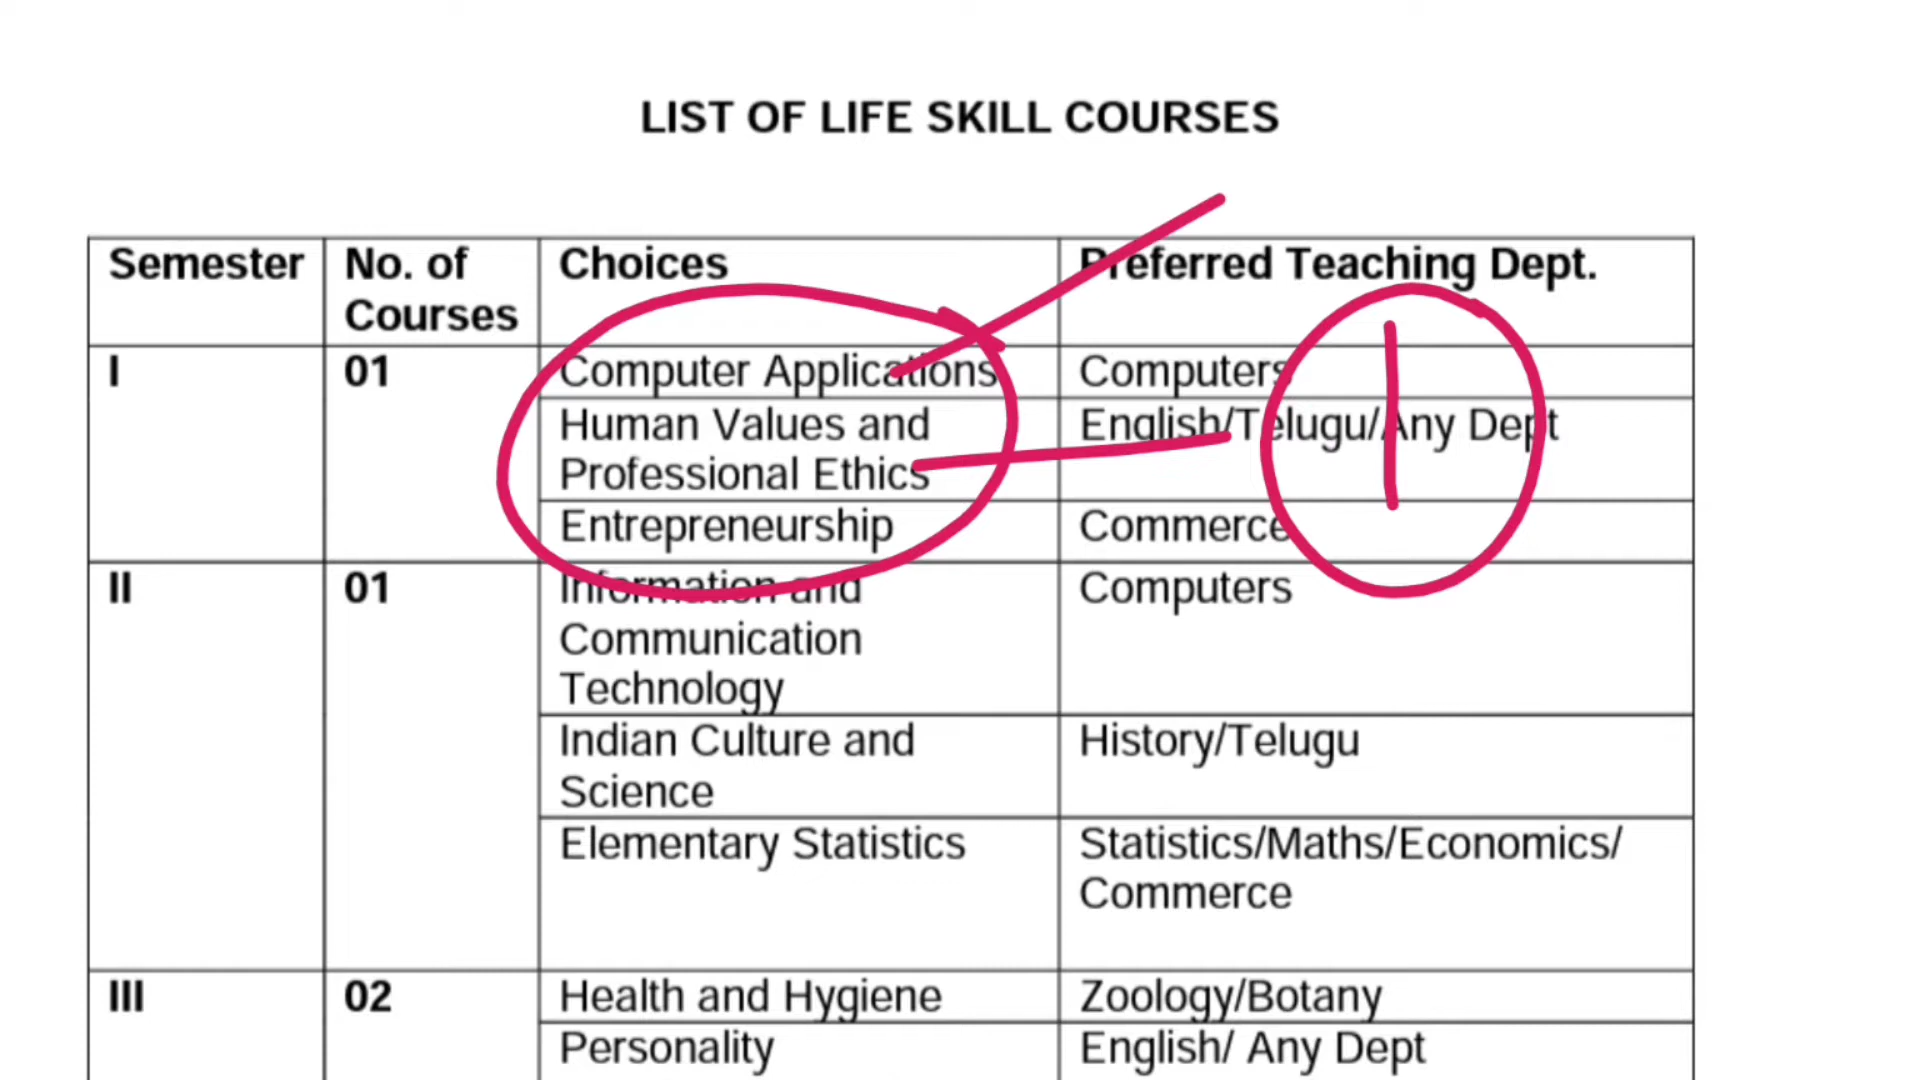 LIST OF LIFE SKILL COURSES
Semester No. of Courses Choices Preferred Teaching Dept.
I 01 Computer Applications Computers
Human Values and English/Telugu/Any Dept
Professional Ethics
Entrepreneurship Commerce
II 01 Information and Computers
Communication
Technology
Indian Culture and History/Telugu
Science
Elementary Statistics Statistics/Maths/Economics/
Commerce
III 02 Health and Hygiene Zoology/Botany
Personality English/ Any Dept
1